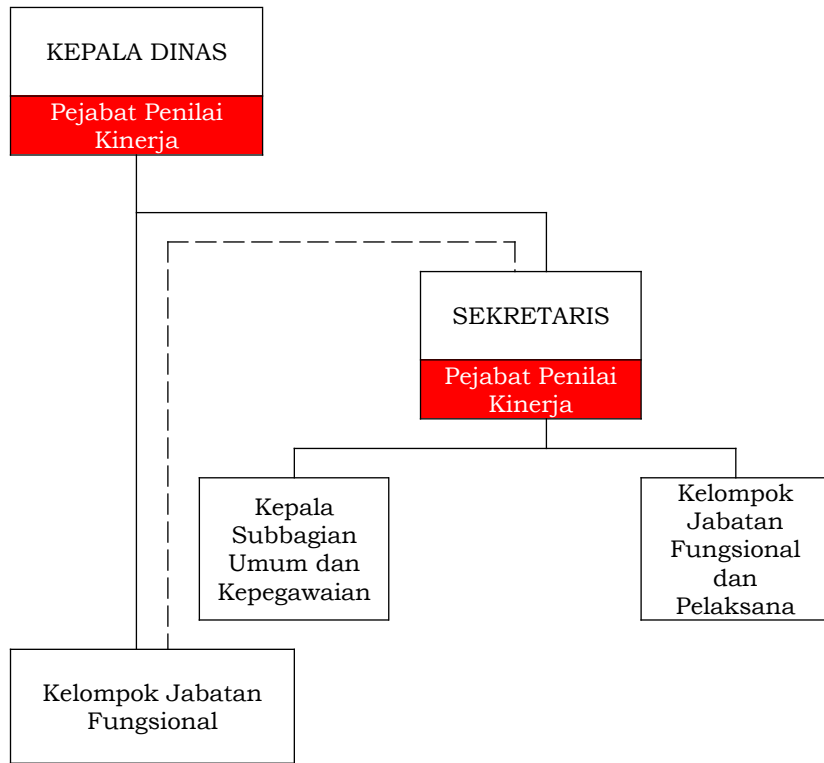 KEPALA DINAS
Pejabat Penilai
Kinerja
SEKRETARIS
Pejabat Penilai
Kinerja
Kepala
Subbagian
Umum dan
Kepegawaian
Kelompok
Jabatan
Fungsional
dan
Pelaksana
Kelompok Jabatan
Fungsional